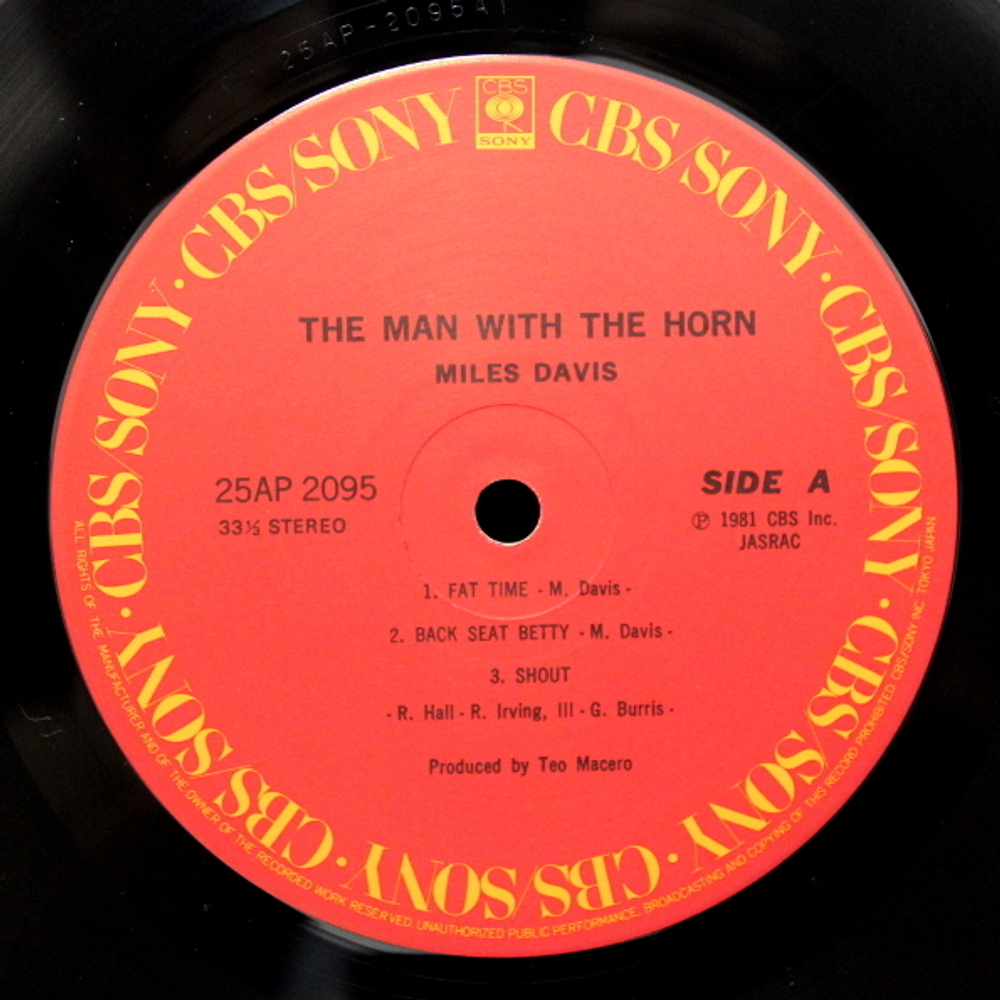 25AP-2095A1
CBS
SONY
CBS/SONY · CBS/SONY · CBS/SONY · CBS/SONY · CBS/SONY · CBS/SONY · CBS/SONY · CBS/SONY
THE MAN WITH THE HORN
MILES DAVIS
25AP 2095
33⅓ STEREO
SIDE A
℗ 1981 CBS Inc.
JASRAC
1. FAT TIME - M. Davis -
2. BACK SEAT BETTY - M. Davis -
3. SHOUT
- R. Hall - R. Irving, III - G. Burris -
Produced by Teo Macero
ALL RIGHTS OF THE MANUFACTURER AND OF THE OWNER OF THE RECORDED WORK RESERVED. UNAUTHORIZED PUBLIC PERFORMANCE, BROADCASTING AND COPYING OF THIS RECORD PROHIBITED CBS/SONY INC. TOKYO JAPAN